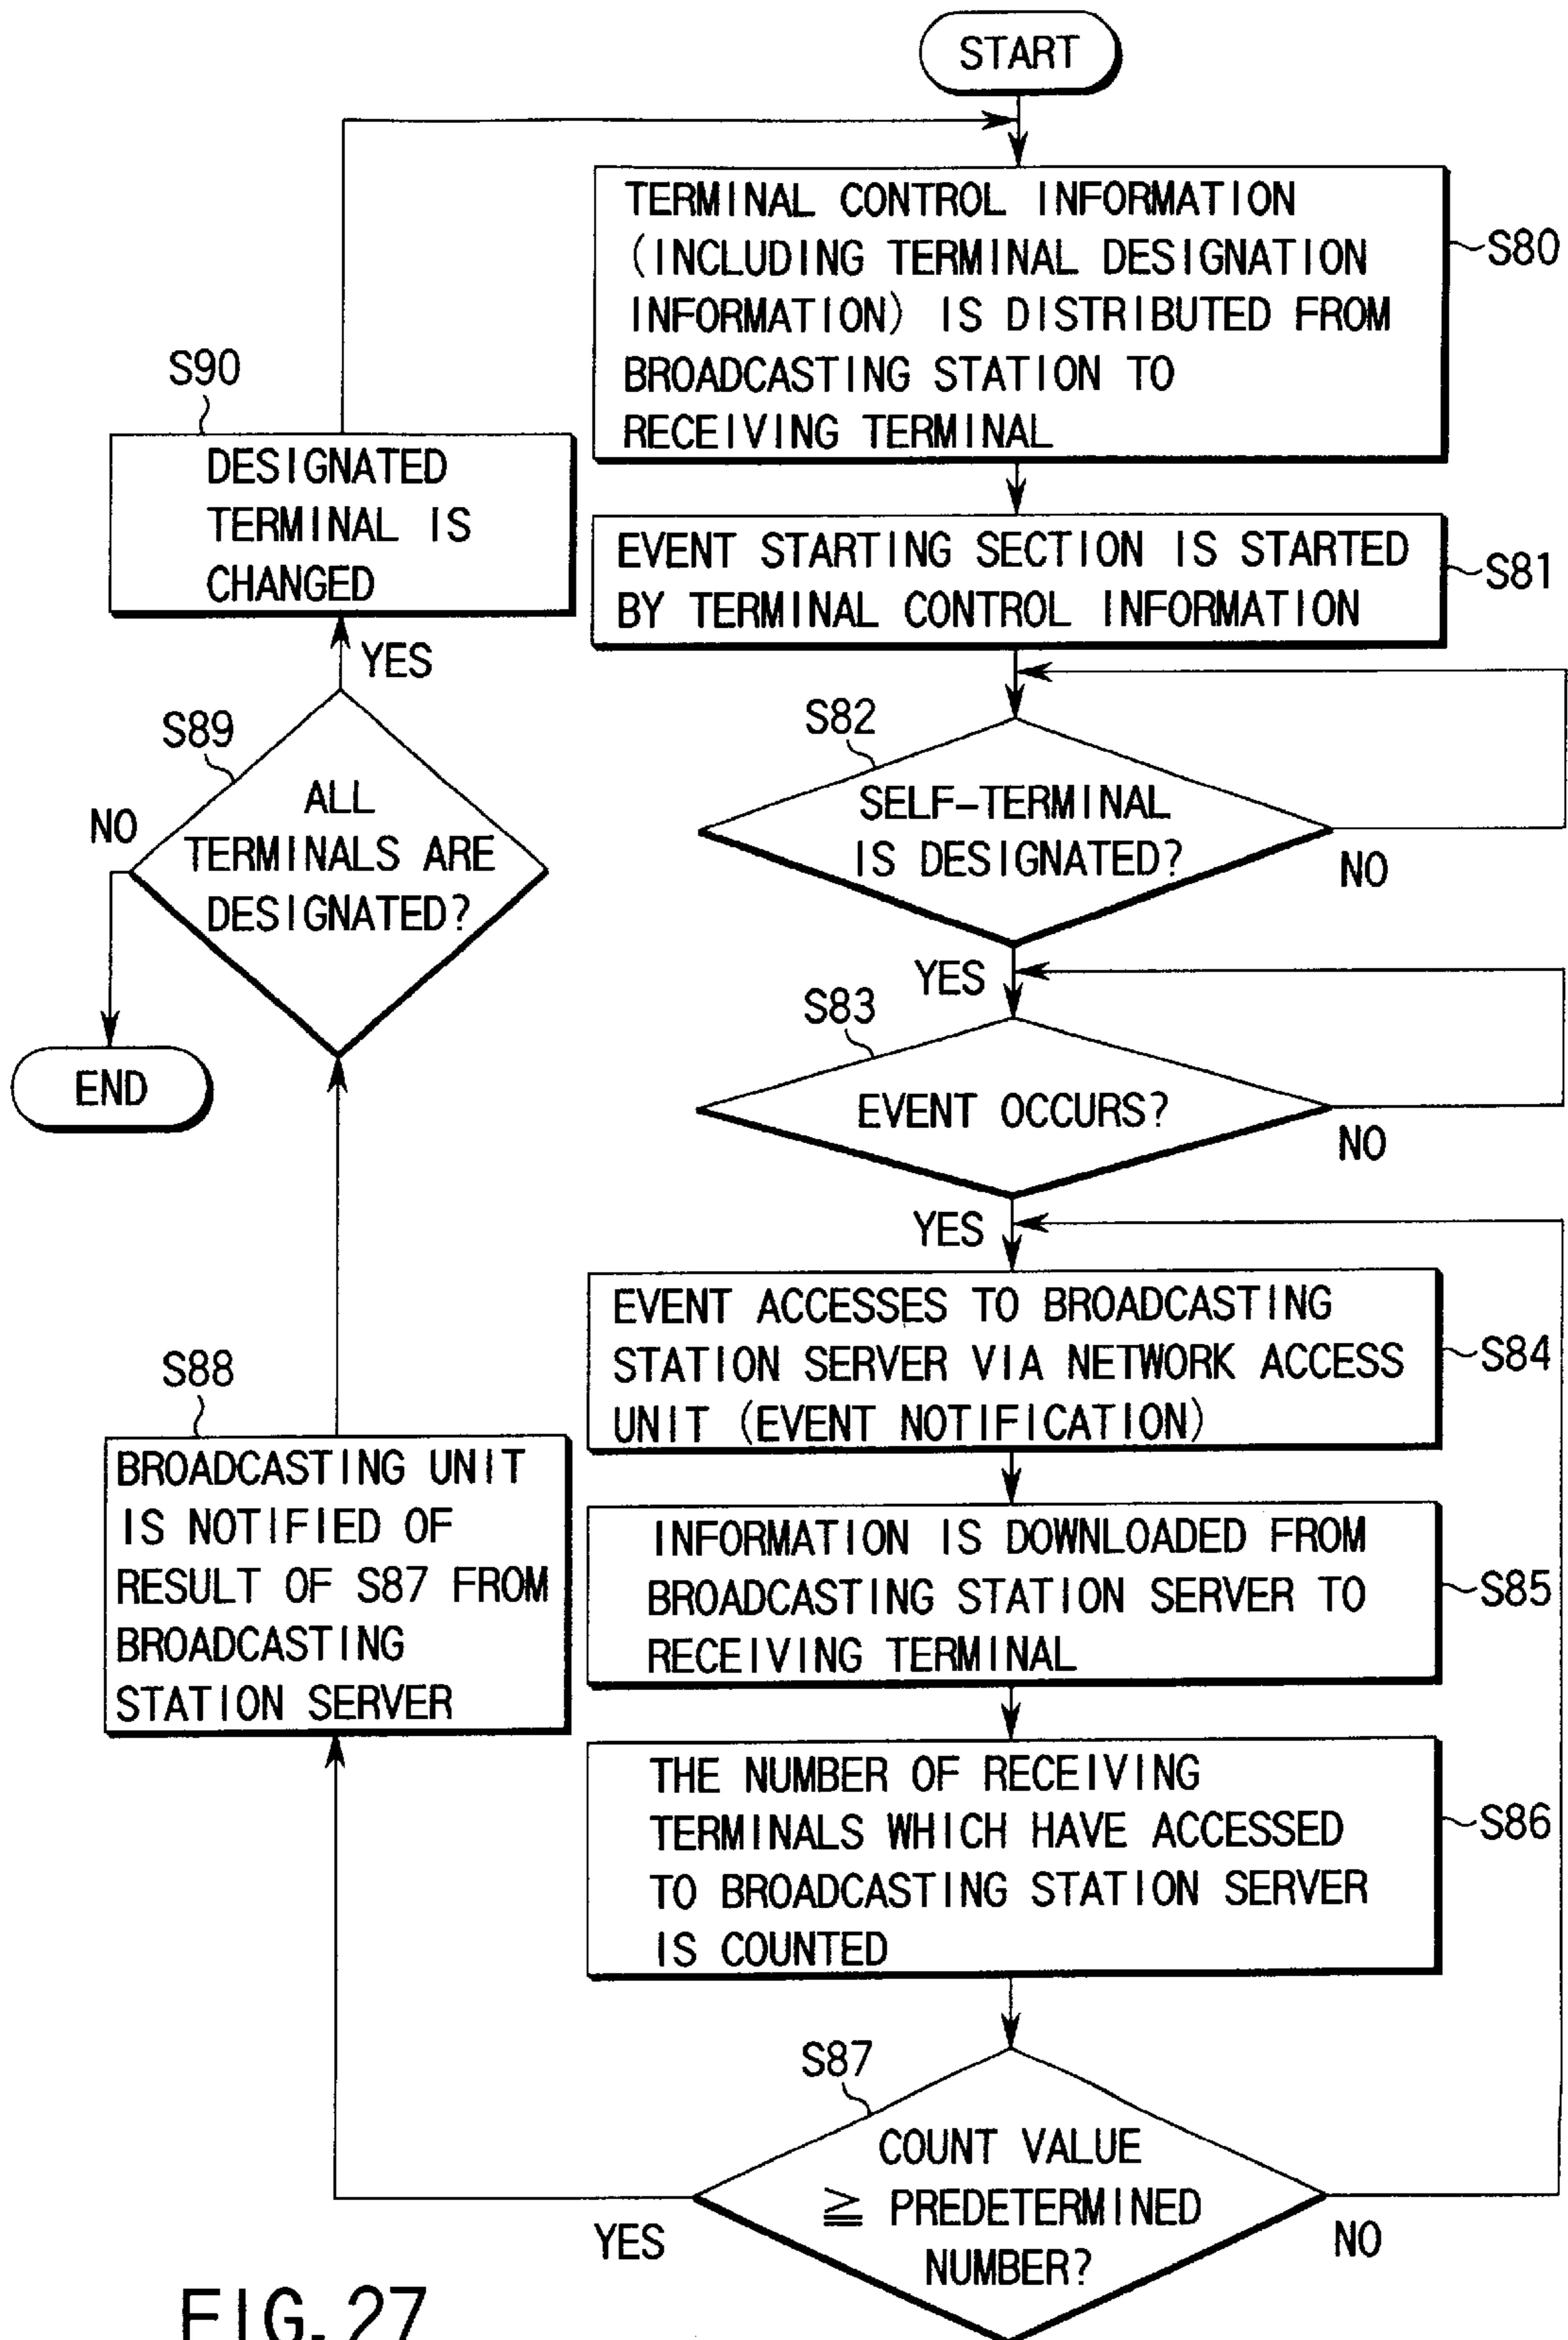 START
TERMINAL CONTROL INFORMATION
(INCLUDING TERMINAL DESIGNATION
INFORMATION) IS DISTRIBUTED FROM
BROADCASTING STATION TO
RECEIVING TERMINAL
S80
EVENT STARTING SECTION IS STARTED
BY TERMINAL CONTROL INFORMATION
S81
S82
SELF-TERMINAL
IS DESIGNATED?
NO
YES
S83
EVENT OCCURS?
NO
YES
EVENT ACCESSES TO BROADCASTING
STATION SERVER VIA NETWORK ACCESS
UNIT (EVENT NOTIFICATION)
S84
INFORMATION IS DOWNLOADED FROM
BROADCASTING STATION SERVER TO
RECEIVING TERMINAL
S85
THE NUMBER OF RECEIVING
TERMINALS WHICH HAVE ACCESSED
TO BROADCASTING STATION SERVER
IS COUNTED
S86
S87
COUNT VALUE
≧ PREDETERMINED
NUMBER?
YES
NO
S88
BROADCASTING UNIT
IS NOTIFIED OF
RESULT OF S87 FROM
BROADCASTING
STATION SERVER
S89
ALL
TERMINALS ARE
DESIGNATED?
NO
YES
END
S90
DESIGNATED
TERMINAL IS
CHANGED
FIG. 27